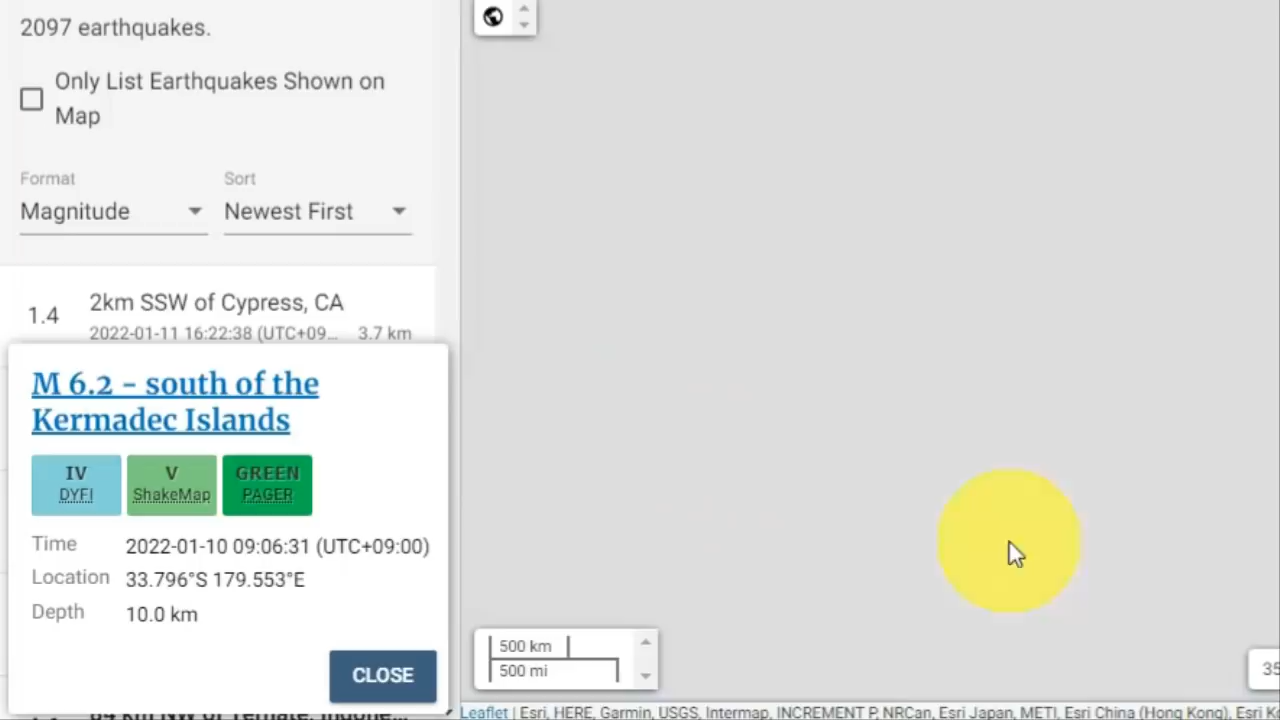 2097 earthquakes.
Only List Earthquakes Shown on
Map
Format
Sort
Magnitude
Newest First
1.4
2km SSW of Cypress, CA
2022-01-11 16:22:38 (UTC+09...
3.7 km
M 6.2 - south of the
Kermadec Islands
IV
DYFI
V
ShakeMap
GREEN
PAGER
Time
2022-01-10 09:06:31 (UTC+09:00)
Location
33.796°S 179.553°E
Depth
10.0 km
CLOSE
500 km
500 mi
35
Leaflet | Esri, HERE, Garmin, USGS, Intermap, INCREMENT P, NRCan, Esri Japan, METI, Esri China (Hong Kong), Esri K